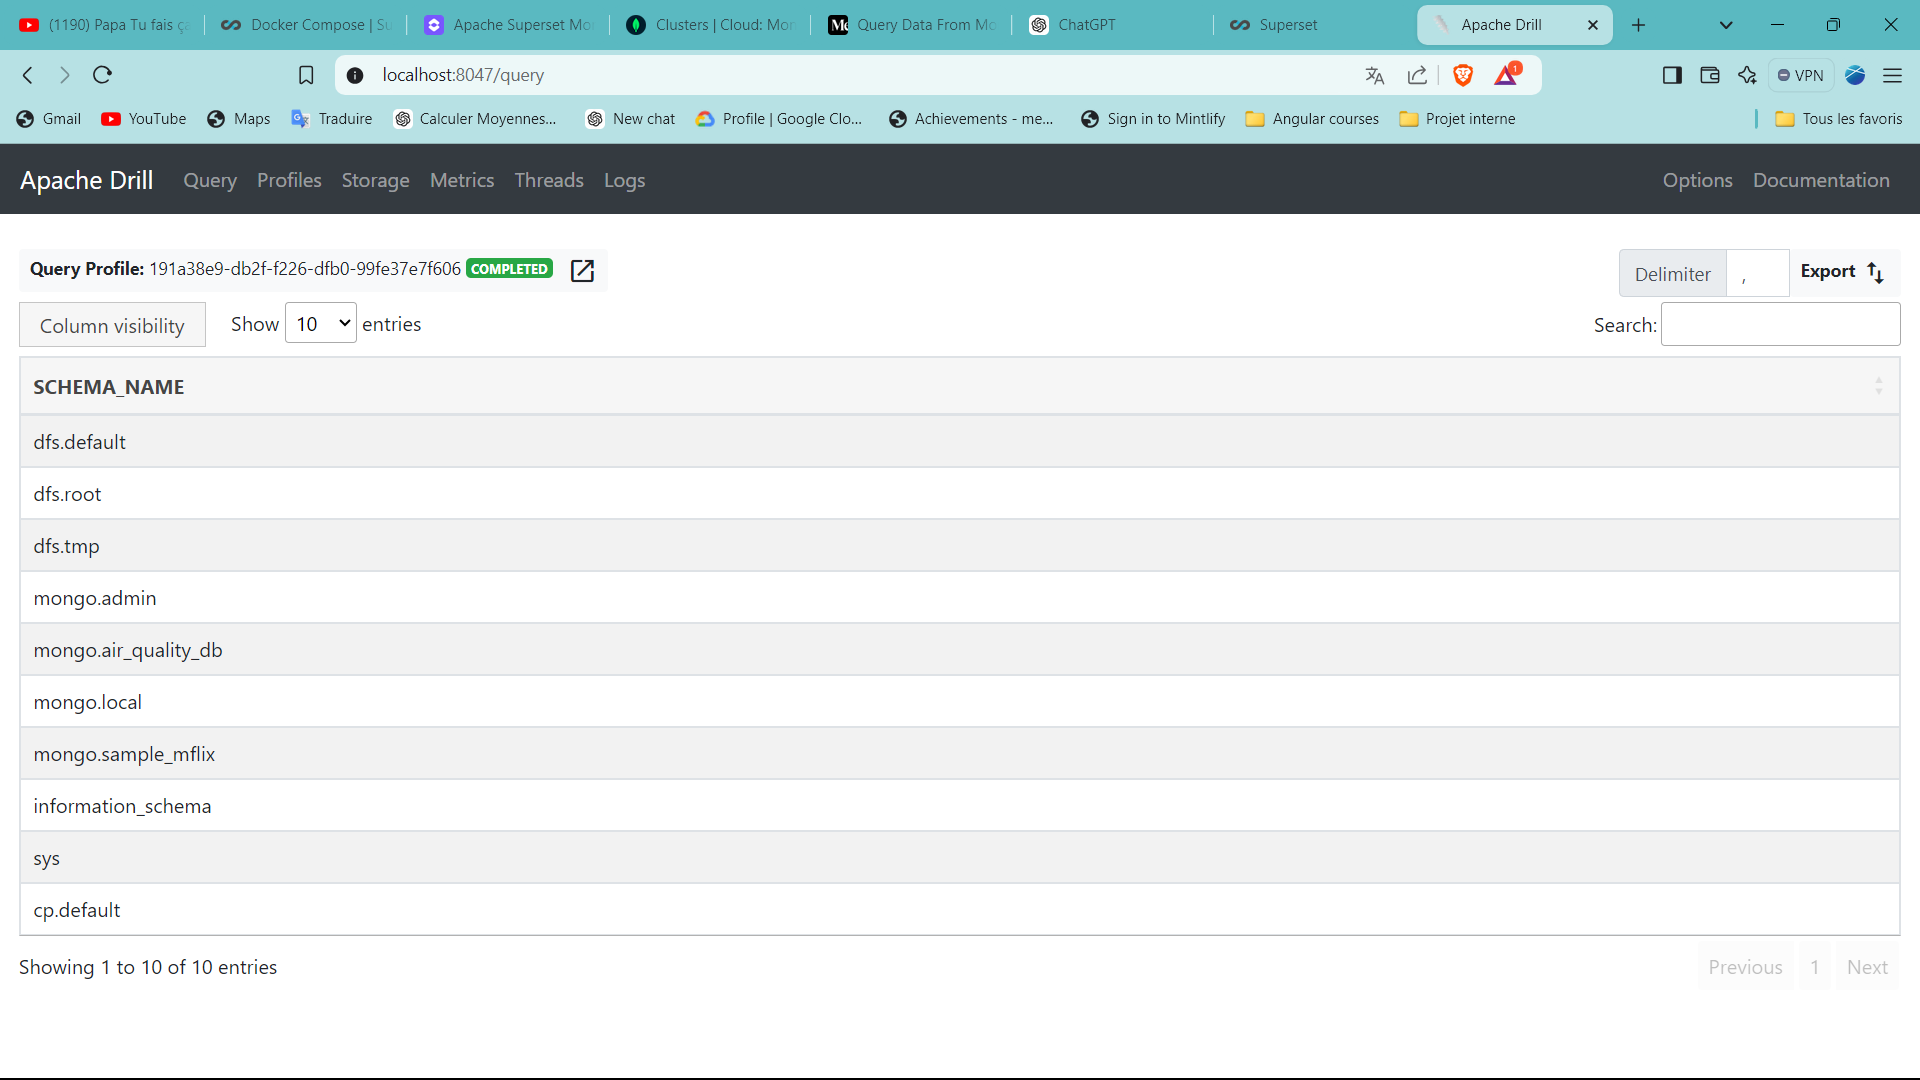 (1190) Papa Tu fais ça
Docker Compose | Su
Apache Superset Mo
Clusters | Cloud: Mon
Query Data From Mo
ChatGPT
Superset
Apache Drill
localhost:8047/query
1
VPN
Gmail
YouTube
Maps
Traduire
Calculer Moyennes...
New chat
Profile | Google Clo...
Achievements - me...
Sign in to Mintlify
Angular courses
Projet interne
Tous les favoris
Apache Drill
Query
Profiles
Storage
Metrics
Threads
Logs
Options
Documentation
Query Profile: 191a38e9-db2f-f226-dfb0-99fe37e7f606 COMPLETED
Delimiter
,
Export
Column visibility
Show 10 entries
Search:
SCHEMA_NAME
dfs.default
dfs.root
dfs.tmp
mongo.admin
mongo.air_quality_db
mongo.local
mongo.sample_mflix
information_schema
sys
cp.default
Showing 1 to 10 of 10 entries
Previous
1
Next